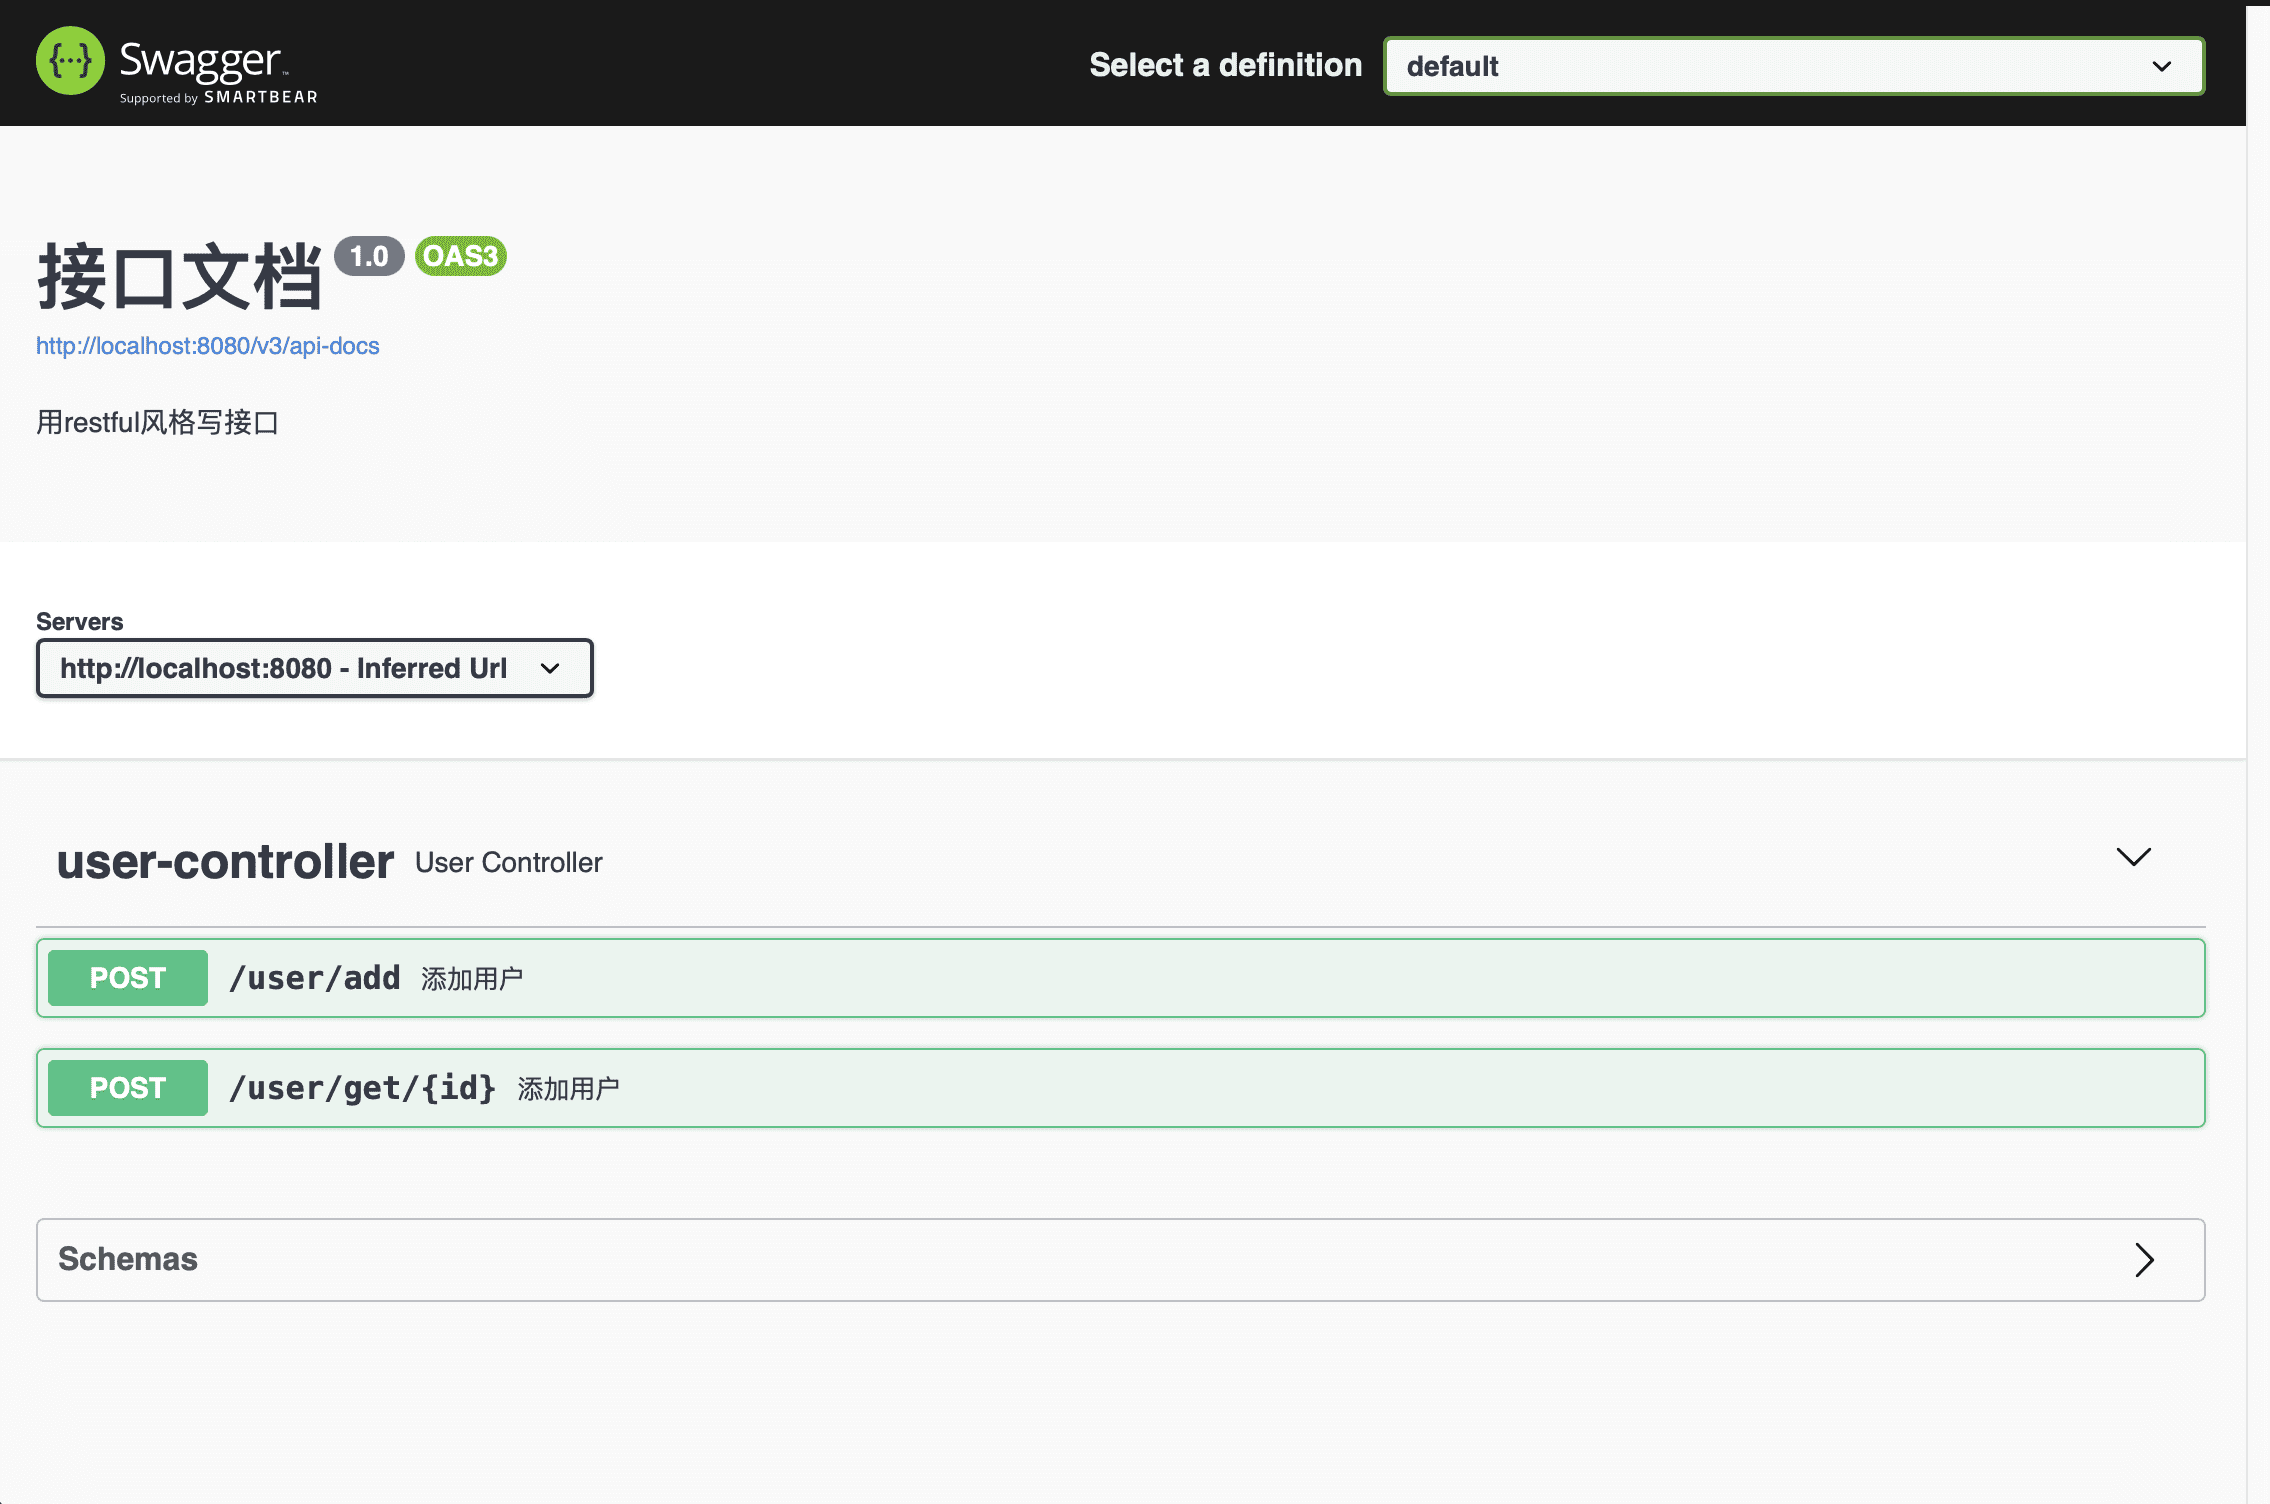 {···} Swagger™
Supported by SMARTBEAR
Select a definition
default
接口文档 1.0 OAS3
http://localhost:8080/v3/api-docs
用restful风格写接口
Servers
http://localhost:8080 - Inferred Url
user-controller User Controller
POST /user/add 添加用户
POST /user/get/{id} 添加用户
Schemas